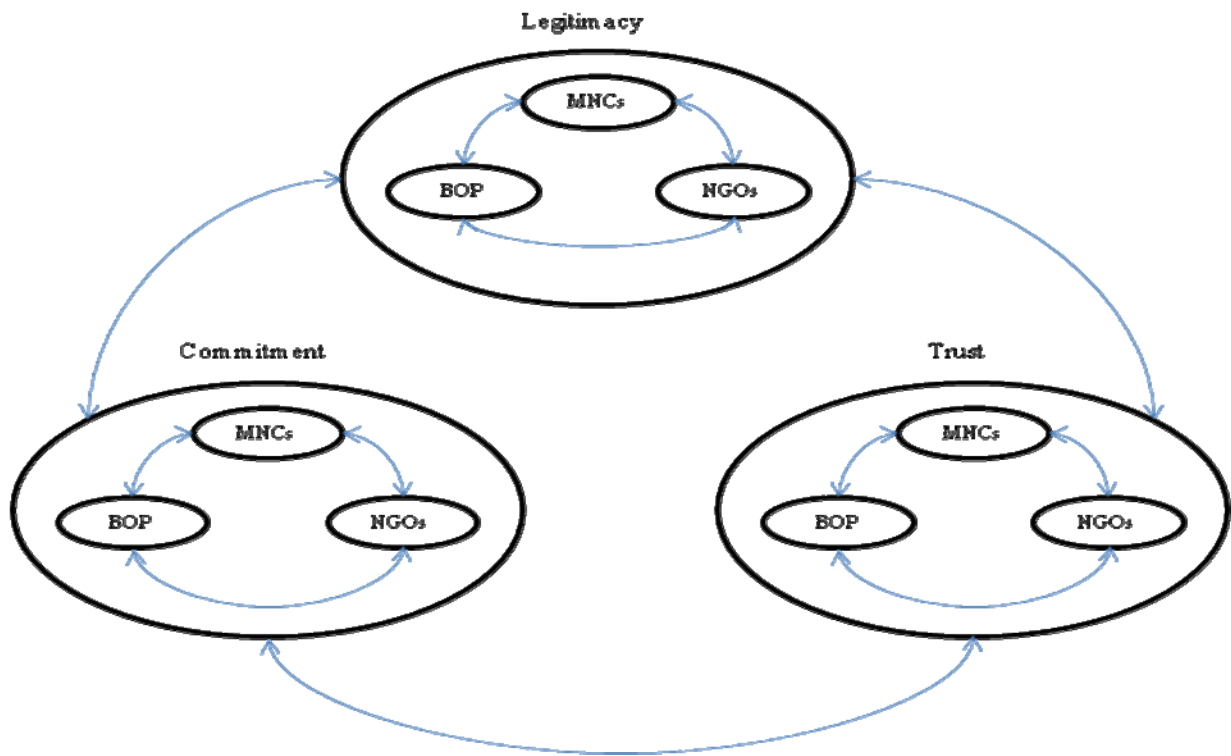 Legitimacy
MNCs
BOP
NGOs
Commitment
MNCs
BOP
NGOs
Trust
MNCs
BOP
NGOs